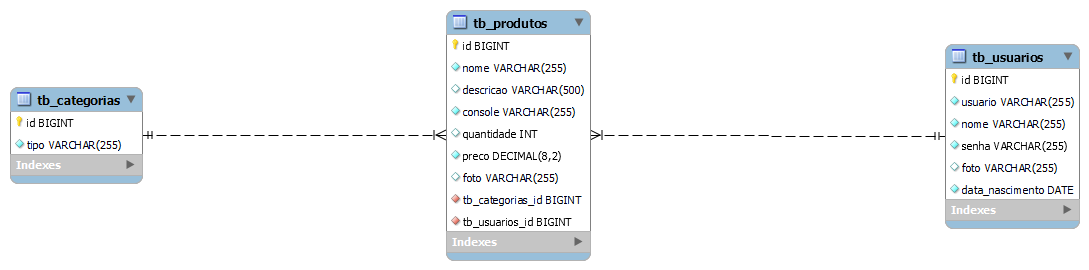 tb_categorias
id BIGINT
tipo VARCHAR(255)
Indexes
tb_produtos
id BIGINT
nome VARCHAR(255)
descricao VARCHAR(500)
console VARCHAR(255)
quantidade INT
preco DECIMAL(8,2)
foto VARCHAR(255)
tb_categorias_id BIGINT
tb_usuarios_id BIGINT
Indexes
tb_usuarios
id BIGINT
usuario VARCHAR(255)
nome VARCHAR(255)
senha VARCHAR(255)
foto VARCHAR(255)
data_nascimento DATE
Indexes